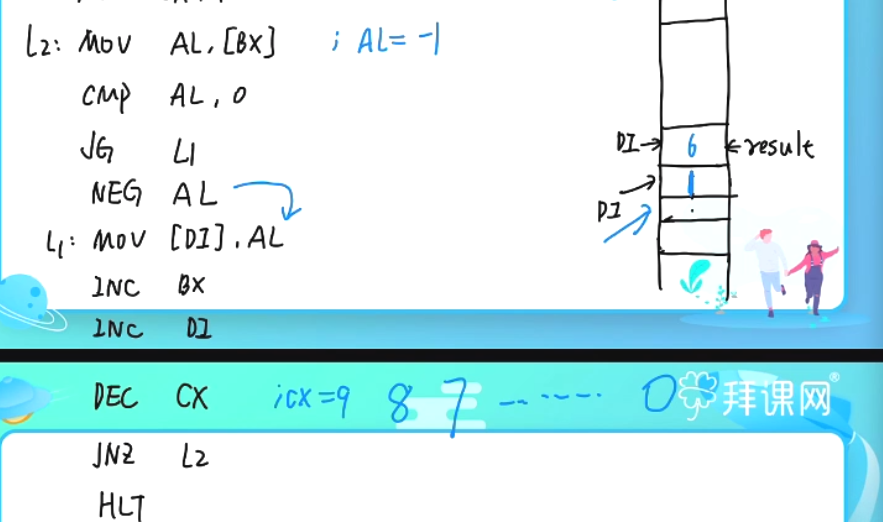 L2: MOV AL, [BX] ; AL= -1
CMP AL, 0
JG L1
NEG AL
L1: MOV [DI], AL
INC BX
INC DI
DI 6 result
1
DI
DEC CX ; CX=9 8 7 -------- 0
拜课网®
JNZ L2
HLT